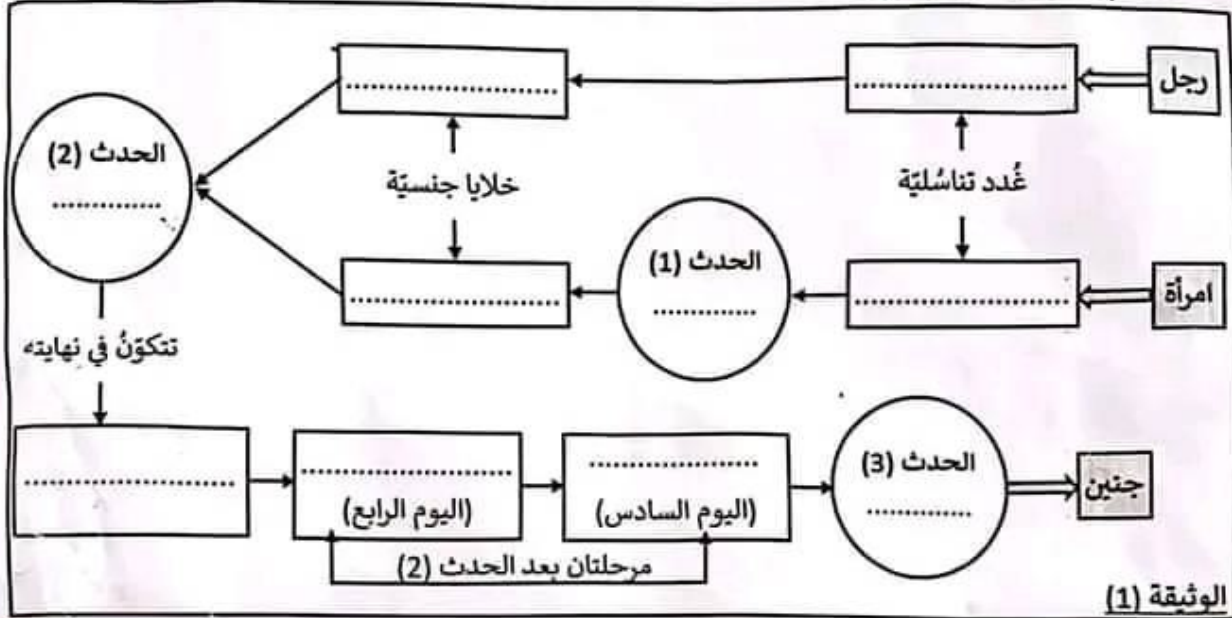 رجل
.....................
.....................
غُدد تناسُليّة
خلايا جنسيّة
الحدث (2)
...........
امرأة
.....................
الحدث (1)
..........
.....................
تتكوّنُ في نهايته
.....................
.....................
(اليوم الرابع)
.................
(اليوم السادس)
مرحلتان بعد الحدث (2)
الحدث (3)
..........
جنين
الوثيقة (1)